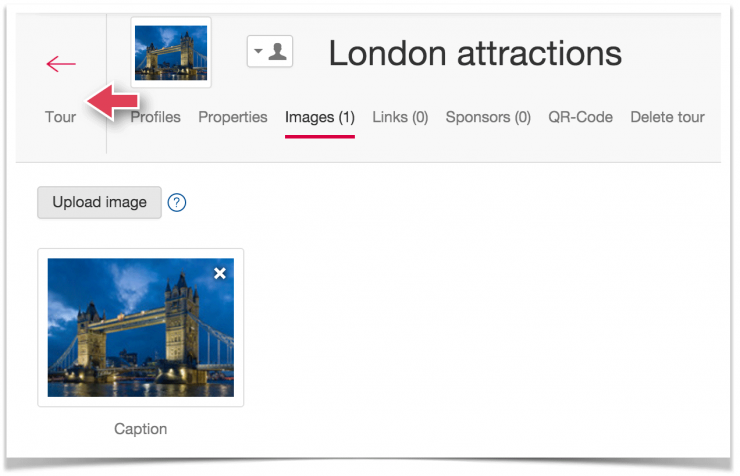 London attractions
Tour Profiles Properties Images (1) Links (0) Sponsors (0) QR-Code Delete tour
Upload image ?
Caption